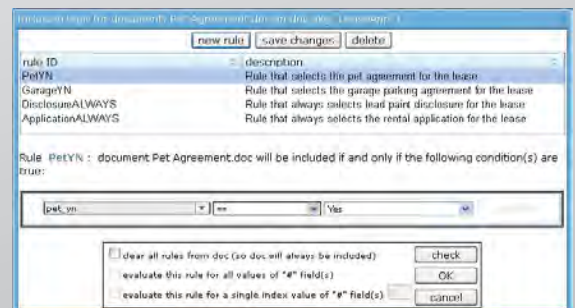 new rule save changes delete
rule ID description
PetYN Rule that selects the pet agreement for the lease
GarageYN Rule that selects the garage parking agreement for the lease
DisclosureALWAYS Rule that always selects lead paint disclosure for the lease
ApplicationALWAYS Rule that always selects the rental application for the lease
Rule PetYN : document Pet Agreement.doc will be included if and only if the following condition(s) are
true:
pet_yn == Yes
clear all rules from doc (so doc will always be included) check
evaluate this rule for all values of "#" field(s) OK
evaluate this rule for a single index value of "#" field(s) cancel